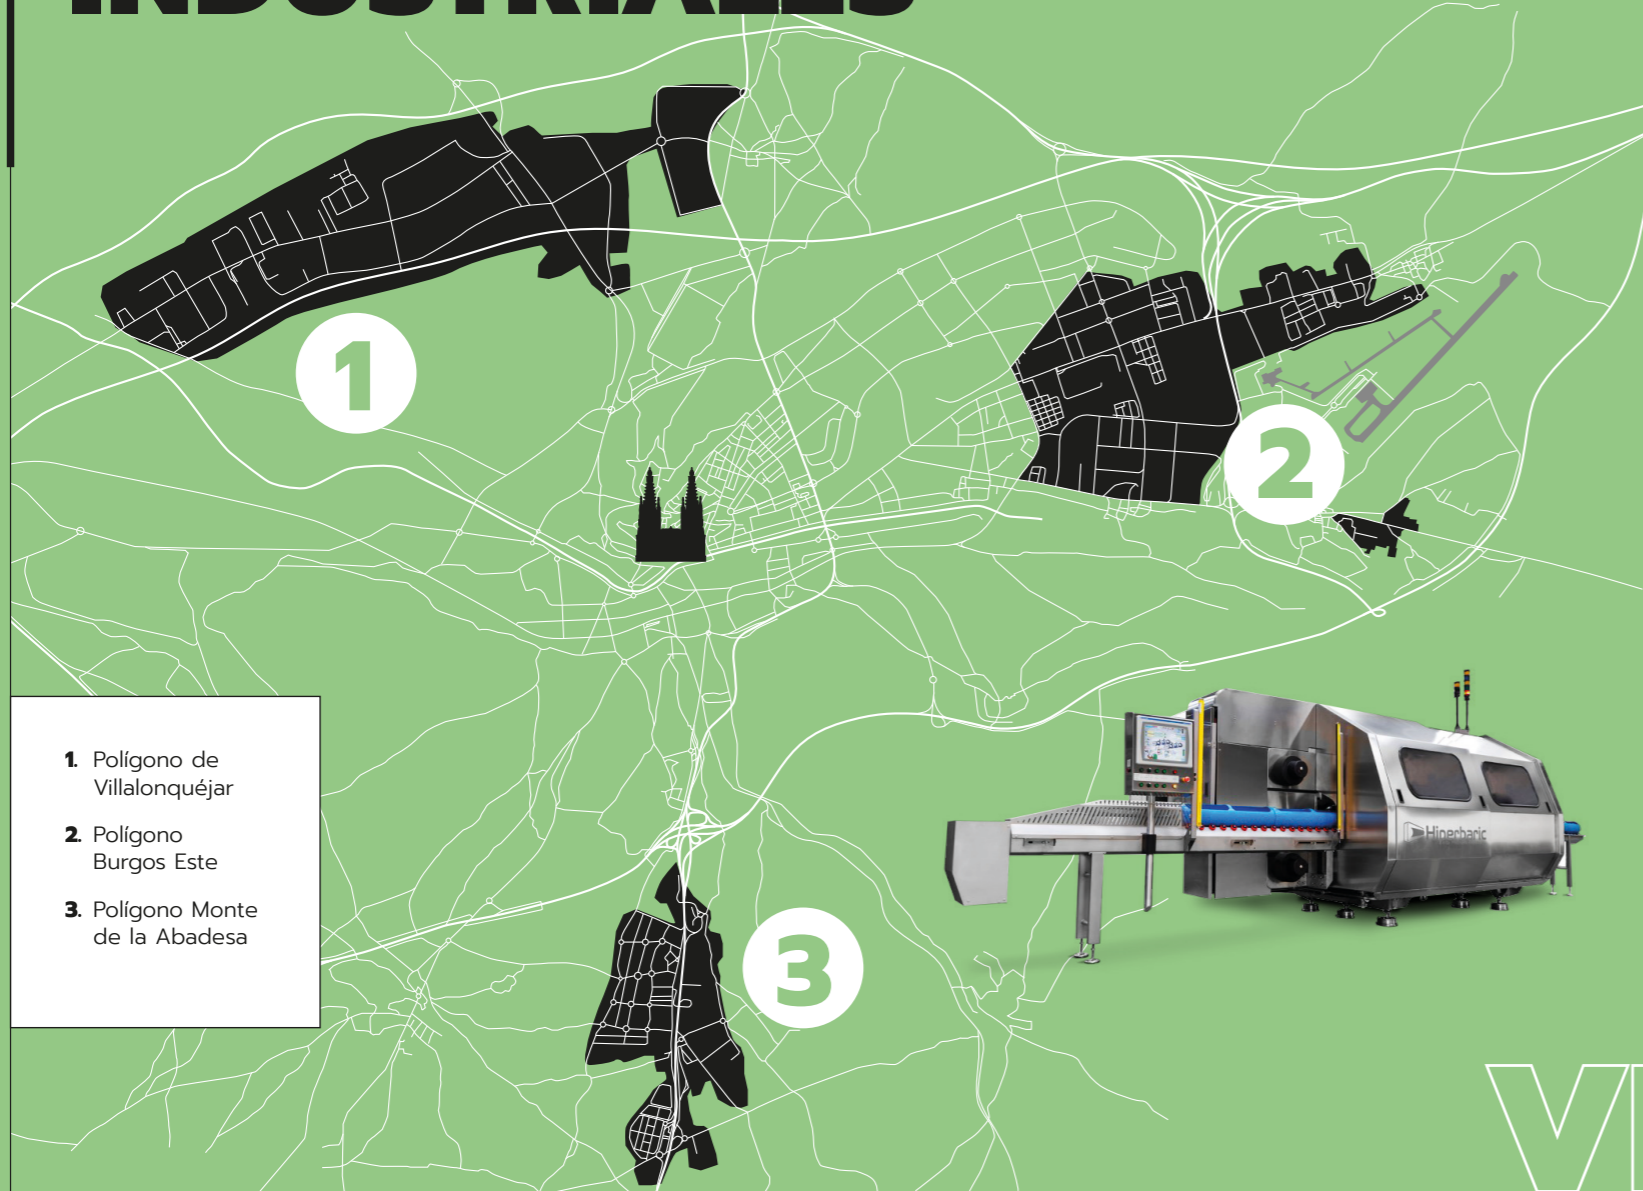 INDUSTRIALES
1
2
3
1. Polígono de
Villalonquéjar
2. Polígono
Burgos Este
3. Polígono Monte
de la Abadesa
Hiperbaric